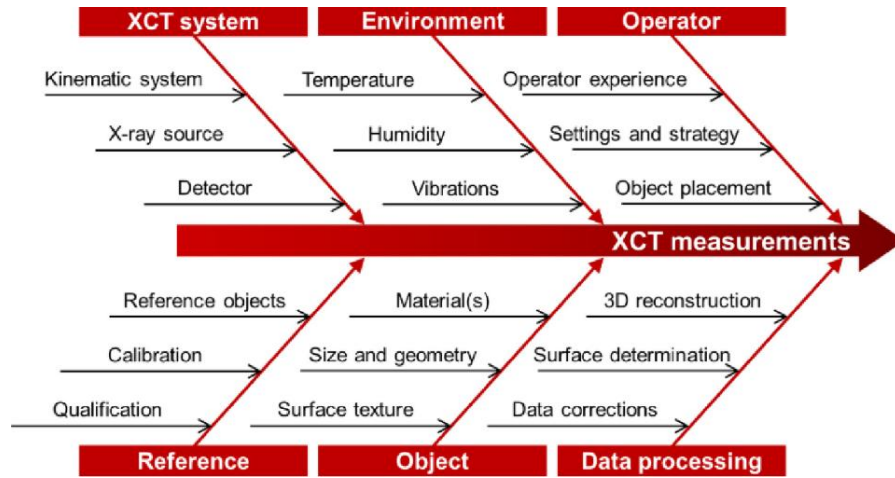 XCT system
Environment
Operator
Kinematic system
Temperature
Operator experience
X-ray source
Humidity
Settings and strategy
Detector
Vibrations
Object placement
XCT measurements
Reference objects
Material(s)
3D reconstruction
Calibration
Size and geometry
Surface determination
Qualification
Surface texture
Data corrections
Reference
Object
Data processing